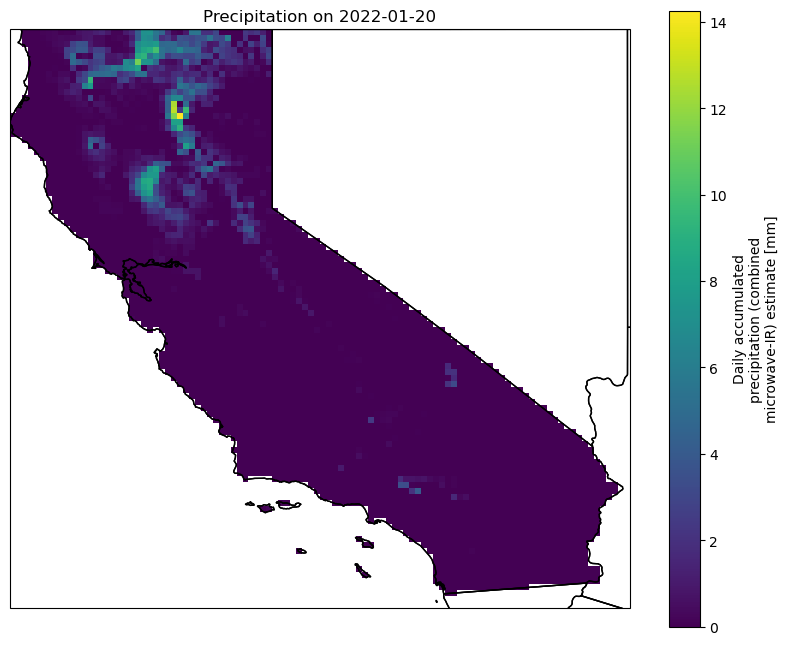 Precipitation on 2022-01-20
14
12
10
8
6
4
2
0
Daily accumulated
precipitation (combined
microwave-IR) estimate [mm]